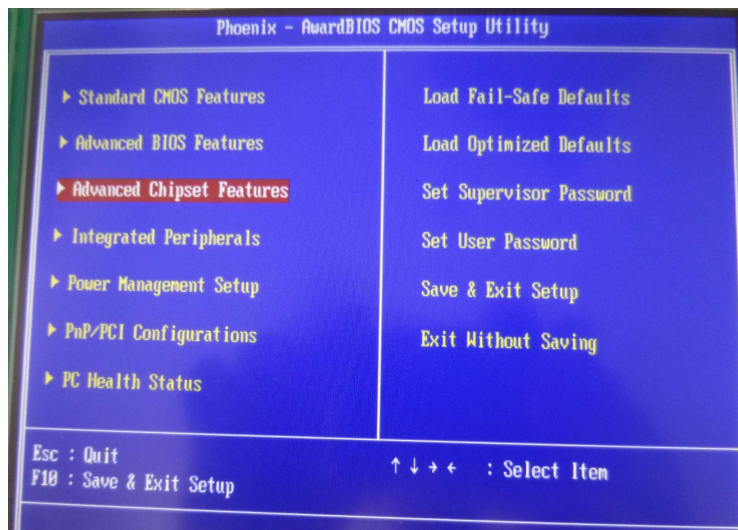 Phoenix - AwardBIOS CMOS Setup Utility
▶ Standard CMOS Features
▶ Advanced BIOS Features
▶ Advanced Chipset Features
▶ Integrated Peripherals
▶ Power Management Setup
▶ PnP/PCI Configurations
▶ PC Health Status
Load Fail-Safe Defaults
Load Optimized Defaults
Set Supervisor Password
Set User Password
Save & Exit Setup
Exit Without Saving
Esc : Quit
F10 : Save & Exit Setup
↑ ↓ → ← : Select Item